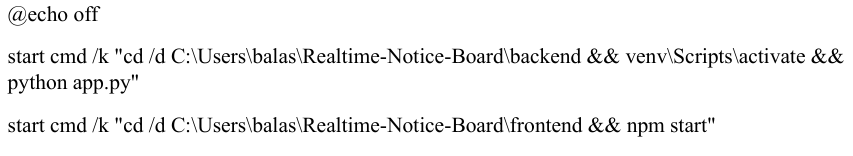 @echo off
start cmd /k "cd /d C:\Users\balas\Realtime-Notice-Board\backend && venv\Scripts\activate &&
python app.py"
start cmd /k "cd /d C:\Users\balas\Realtime-Notice-Board\frontend && npm start"